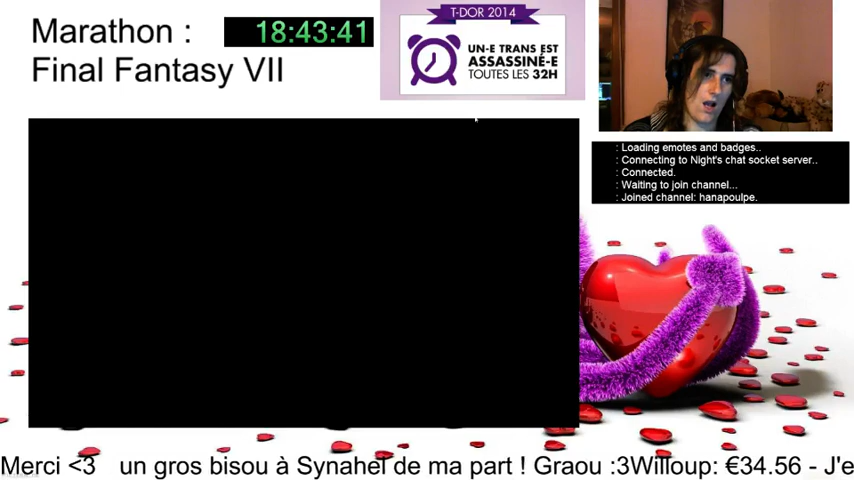 Marathon :
18:43:41
Final Fantasy VII
T-DOR 2014
UN-E TRANS EST
ASSASSINÉ-E
TOUTES LES 32H
: Loading emotes and badges..
: Connecting to Night's chat socket server..
: Connected.
: Waiting to join channel...
: Joined channel: hanapoulpe.
Merci <3 un gros bisou à Synahel de ma part ! Graou :3Willoup: €34.56 - J'e